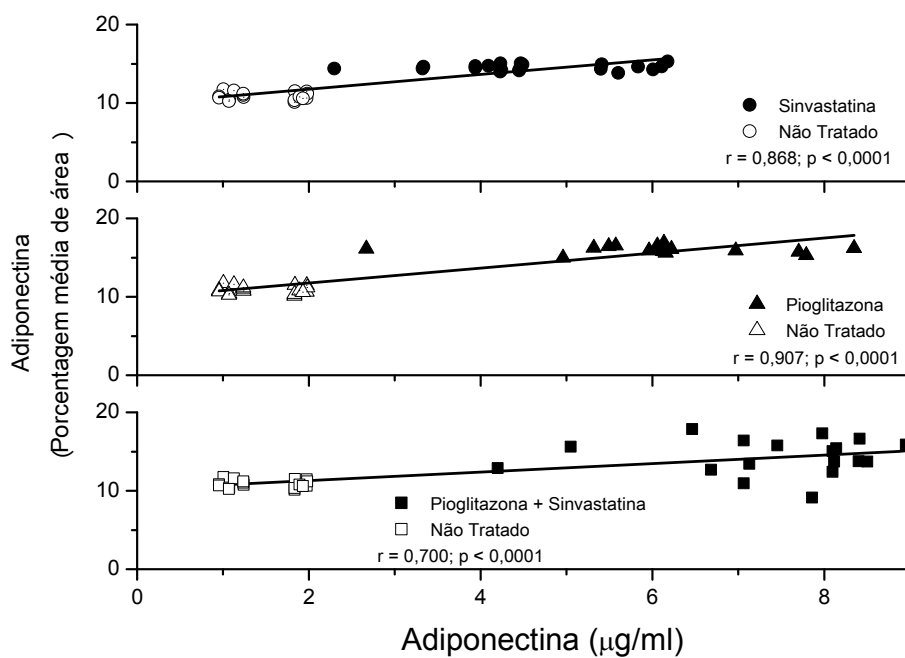 20
10
0
Sinvastatina
Não Tratado
r = 0,868; p < 0,0001
20
10
0
Pioglitazona
Não Tratado
r = 0,907; p < 0,0001
20
10
0
Pioglitazona + Sinvastatina
Não Tratado
r = 0,700; p < 0,0001
0 2 4 6 8
Adiponectina (μg/ml)
Adiponectina
(Porcentagem média de área )